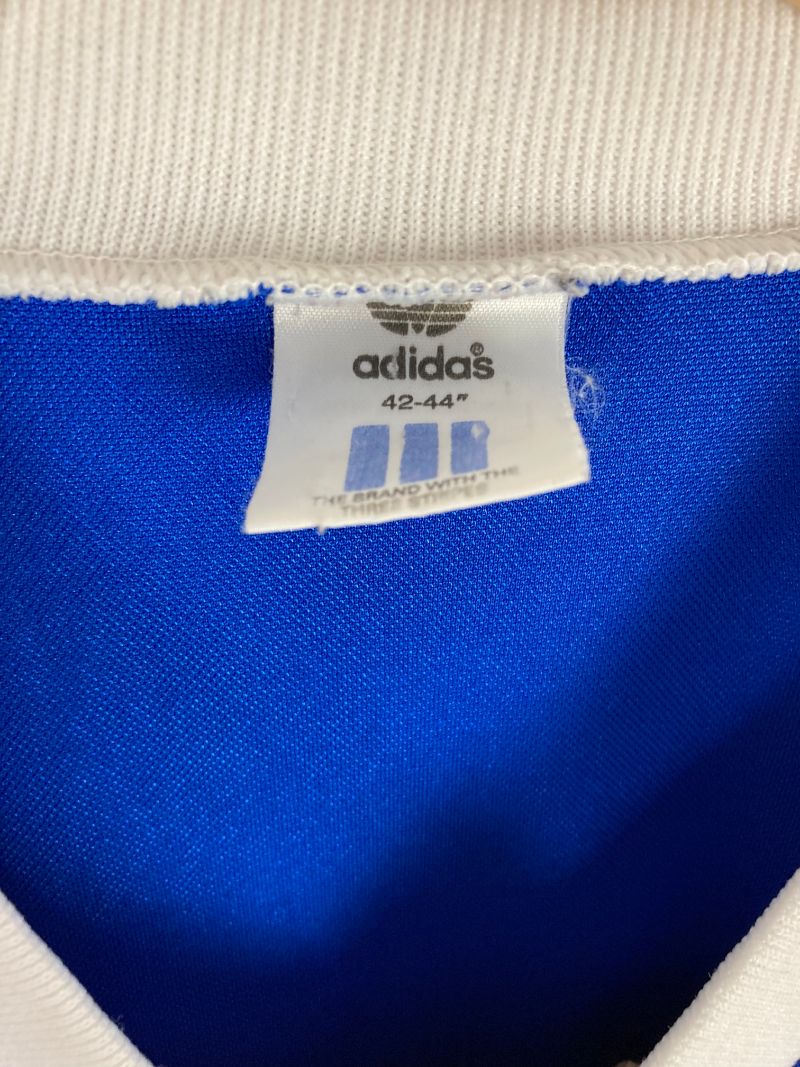 adidas®
42-44"
THE BRAND WITH THE
THREE STRIPES